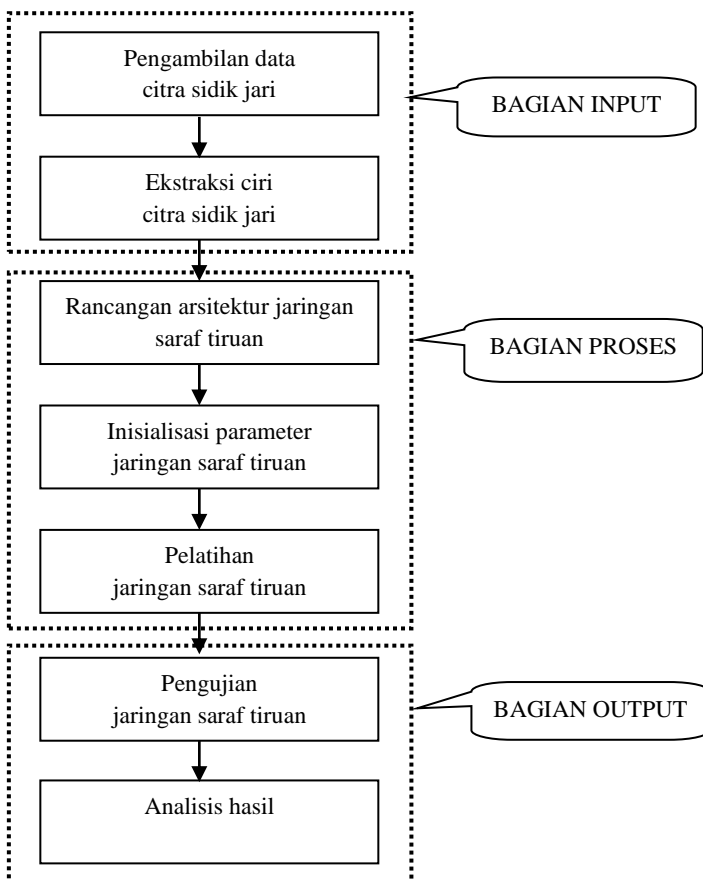 Pengambilan data
citra sidik jari
BAGIAN INPUT
Ekstraksi ciri
citra sidik jari
Rancangan arsitektur jaringan
saraf tiruan
BAGIAN PROSES
Inisialisasi parameter
jaringan saraf tiruan
Pelatihan
jaringan saraf tiruan
Pengujian
jaringan saraf tiruan
BAGIAN OUTPUT
Analisis hasil